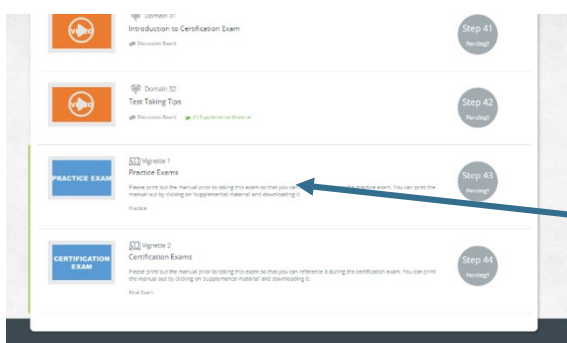 Domain 31
Introduction to Certification Exam
Discussion Board
Step 41
Pending!
VIDEO
Domain 32
Test Taking Tips
Discussion Board (1) Supplemental Material
Step 42
Pending!
PRACTICE EXAM
Vignette 1
Practice Exams
Please print out the manual prior to taking this exam so that you can the practice exam. You can print the
manual out by clicking on 'supplemental material' and downloading it.
Practice
Step 43
Pending!
CERTIFICATION
EXAM
Vignette 2
Certification Exams
Please print out the manual prior to taking this exam so that you can reference it during the certification exam. You can print
the manual out by clicking on 'supplemental material' and downloading it.
Final Exam
Step 44
Pending!